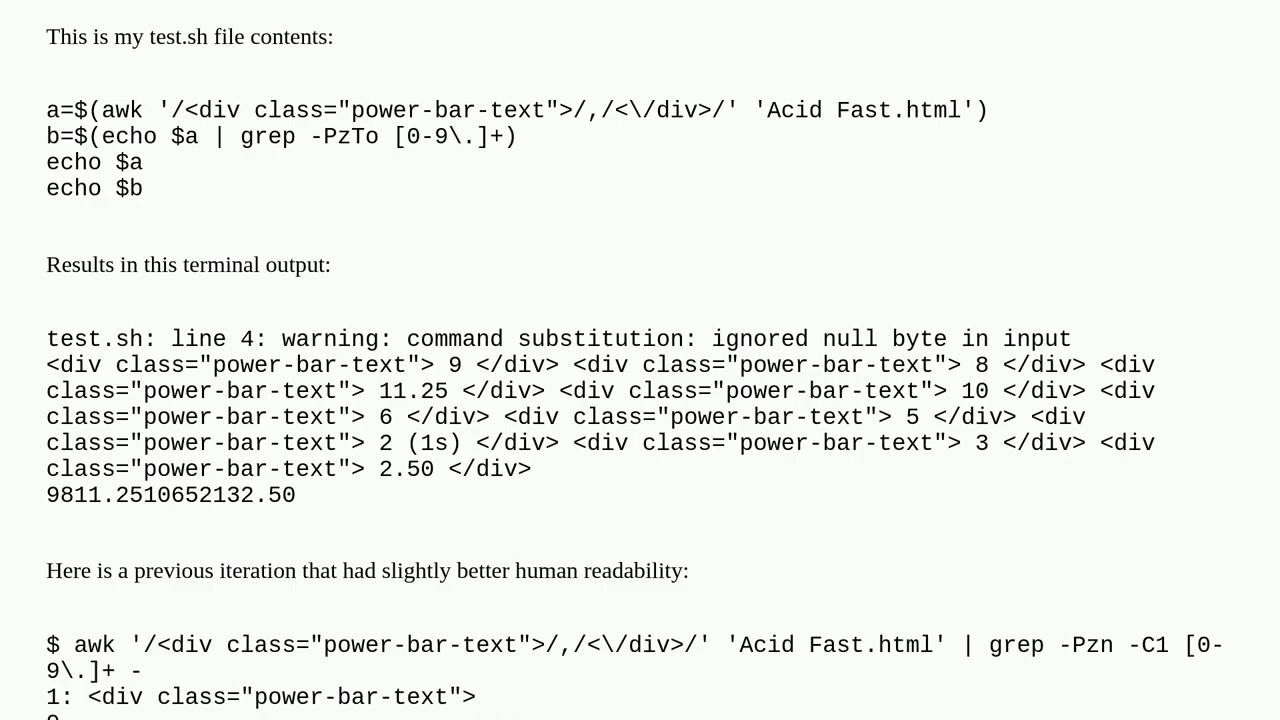 This is my test.sh file contents:
a=$(awk '/<div class="power-bar-text">/,/<\/div>/' 'Acid Fast.html')
b=$(echo $a | grep -PzTo [0-9\.]+)
echo $a
echo $b
Results in this terminal output:
test.sh: line 4: warning: command substitution: ignored null byte in input
<div class="power-bar-text"> 9 </div> <div class="power-bar-text"> 8 </div> <div
class="power-bar-text"> 11.25 </div> <div class="power-bar-text"> 10 </div> <div
class="power-bar-text"> 6 </div> <div class="power-bar-text"> 5 </div> <div
class="power-bar-text"> 2 (1s) </div> <div class="power-bar-text"> 3 </div> <div
class="power-bar-text"> 2.50 </div>
9811.2510652132.50
Here is a previous iteration that had slightly better human readability:
$ awk '/<div class="power-bar-text">/,/<\/div>/' 'Acid Fast.html' | grep -Pzn -C1 [0-
9\.]+ -
1: <div class="power-bar-text">